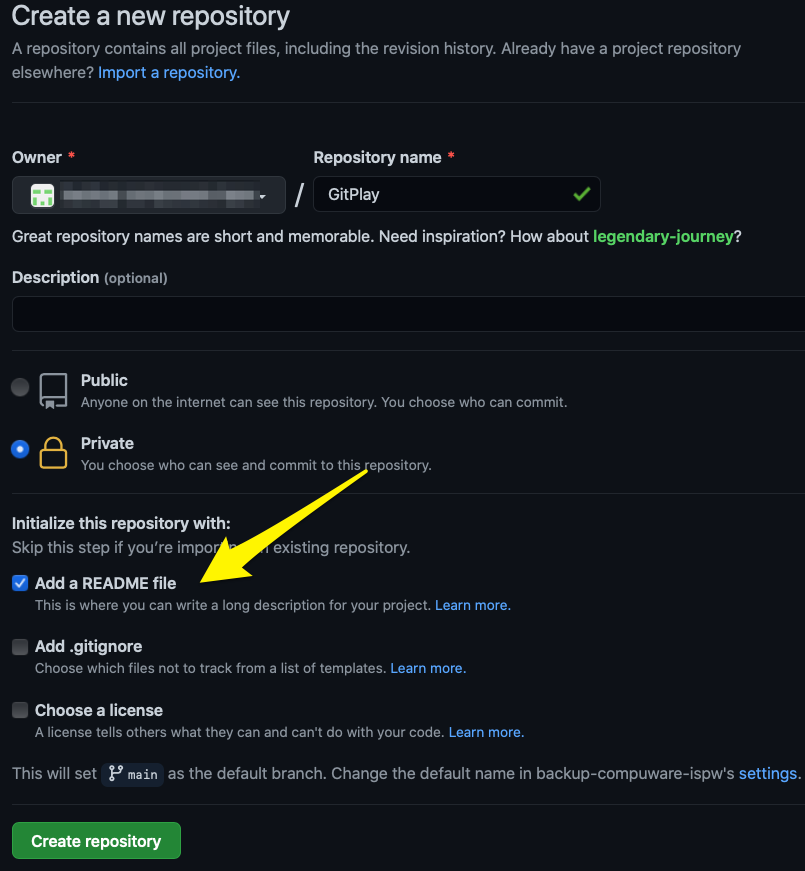 Create a new repository
A repository contains all project files, including the revision history. Already have a project repository
elsewhere? Import a repository.
Owner *
Repository name *
/
GitPlay
Great repository names are short and memorable. Need inspiration? How about legendary-journey?
Description (optional)
Public
Anyone on the internet can see this repository. You choose who can commit.
Private
You choose who can see and commit to this repository.
Initialize this repository with:
Skip this step if you're existing repository.
Add a README file
This is where you can write a long description for your project. Learn more.
Add .gitignore
Choose which files not to track from a list of templates. Learn more.
Choose a license
A license tells others what they can and can't do with your code. Learn more.
This will set main as the default branch. Change the default name in backup-compuware-ispw's settings.
Create repository